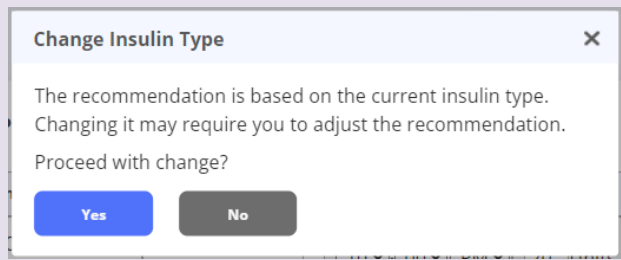 Change Insulin Type
The recommendation is based on the current insulin type.
Changing it may require you to adjust the recommendation.
Proceed with change?
Yes No